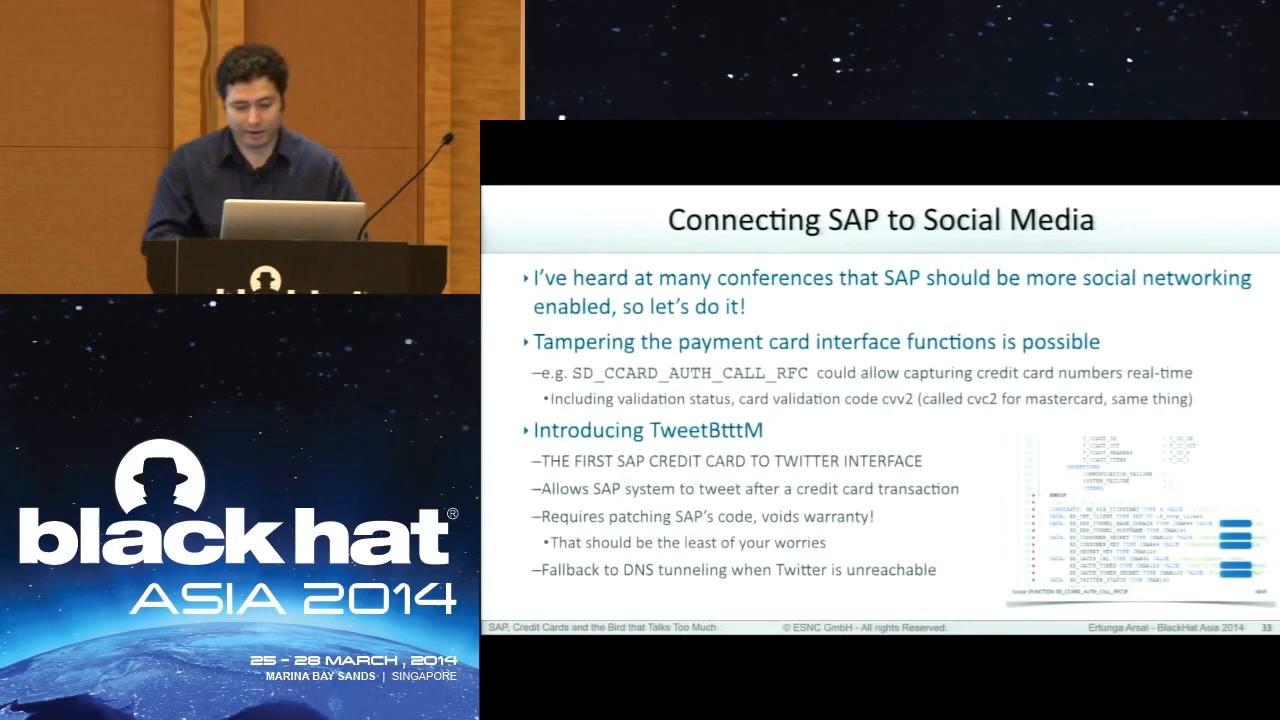 Connecting SAP to Social Media
‣I've heard at many conferences that SAP should be more social networking
enabled, so let's do it!
‣Tampering the payment card interface functions is possible
–e.g. SD_CCARD_AUTH_CALL_RFC could allow capturing credit card numbers real-time
•Including validation status, card validation code cvv2 (called cvc2 for mastercard, same thing)
‣Introducing TweetBtttM
–THE FIRST SAP CREDIT CARD TO TWITTER INTERFACE
–Allows SAP system to tweet after a credit card transaction
–Requires patching SAP's code, voids warranty!
•That should be the least of your worries
–Fallback to DNS tunneling when Twitter is unreachable
SAP, Credit Cards and the Bird that Talks Too Much
© ESNC GmbH - All rights Reserved.
Ertunga Arsal - BlackHat Asia 2014
33
black hat®
ASIA 2014
25 - 28 MARCH, 2014
MARINA BAY SANDS | SINGAPORE